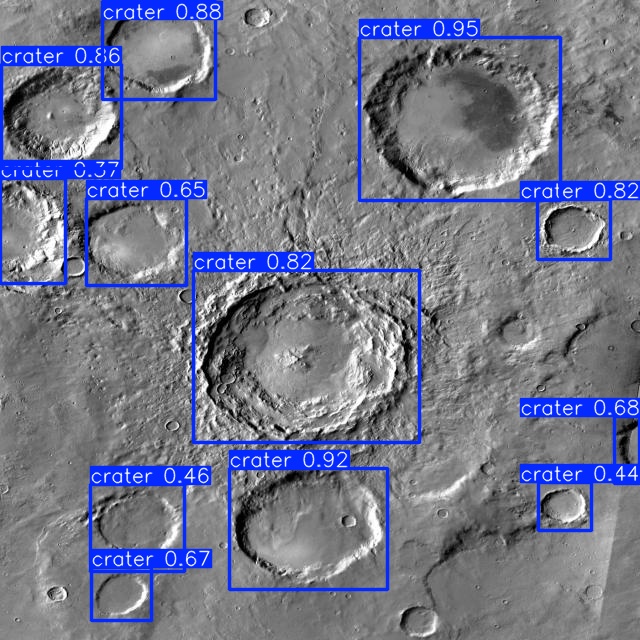 crater 0.88
crater 0.95
crater 0.86
crater 0.37
crater 0.65
crater 0.82
crater 0.82
crater 0.68
crater 0.92
crater 0.46
crater 0.44
crater 0.67